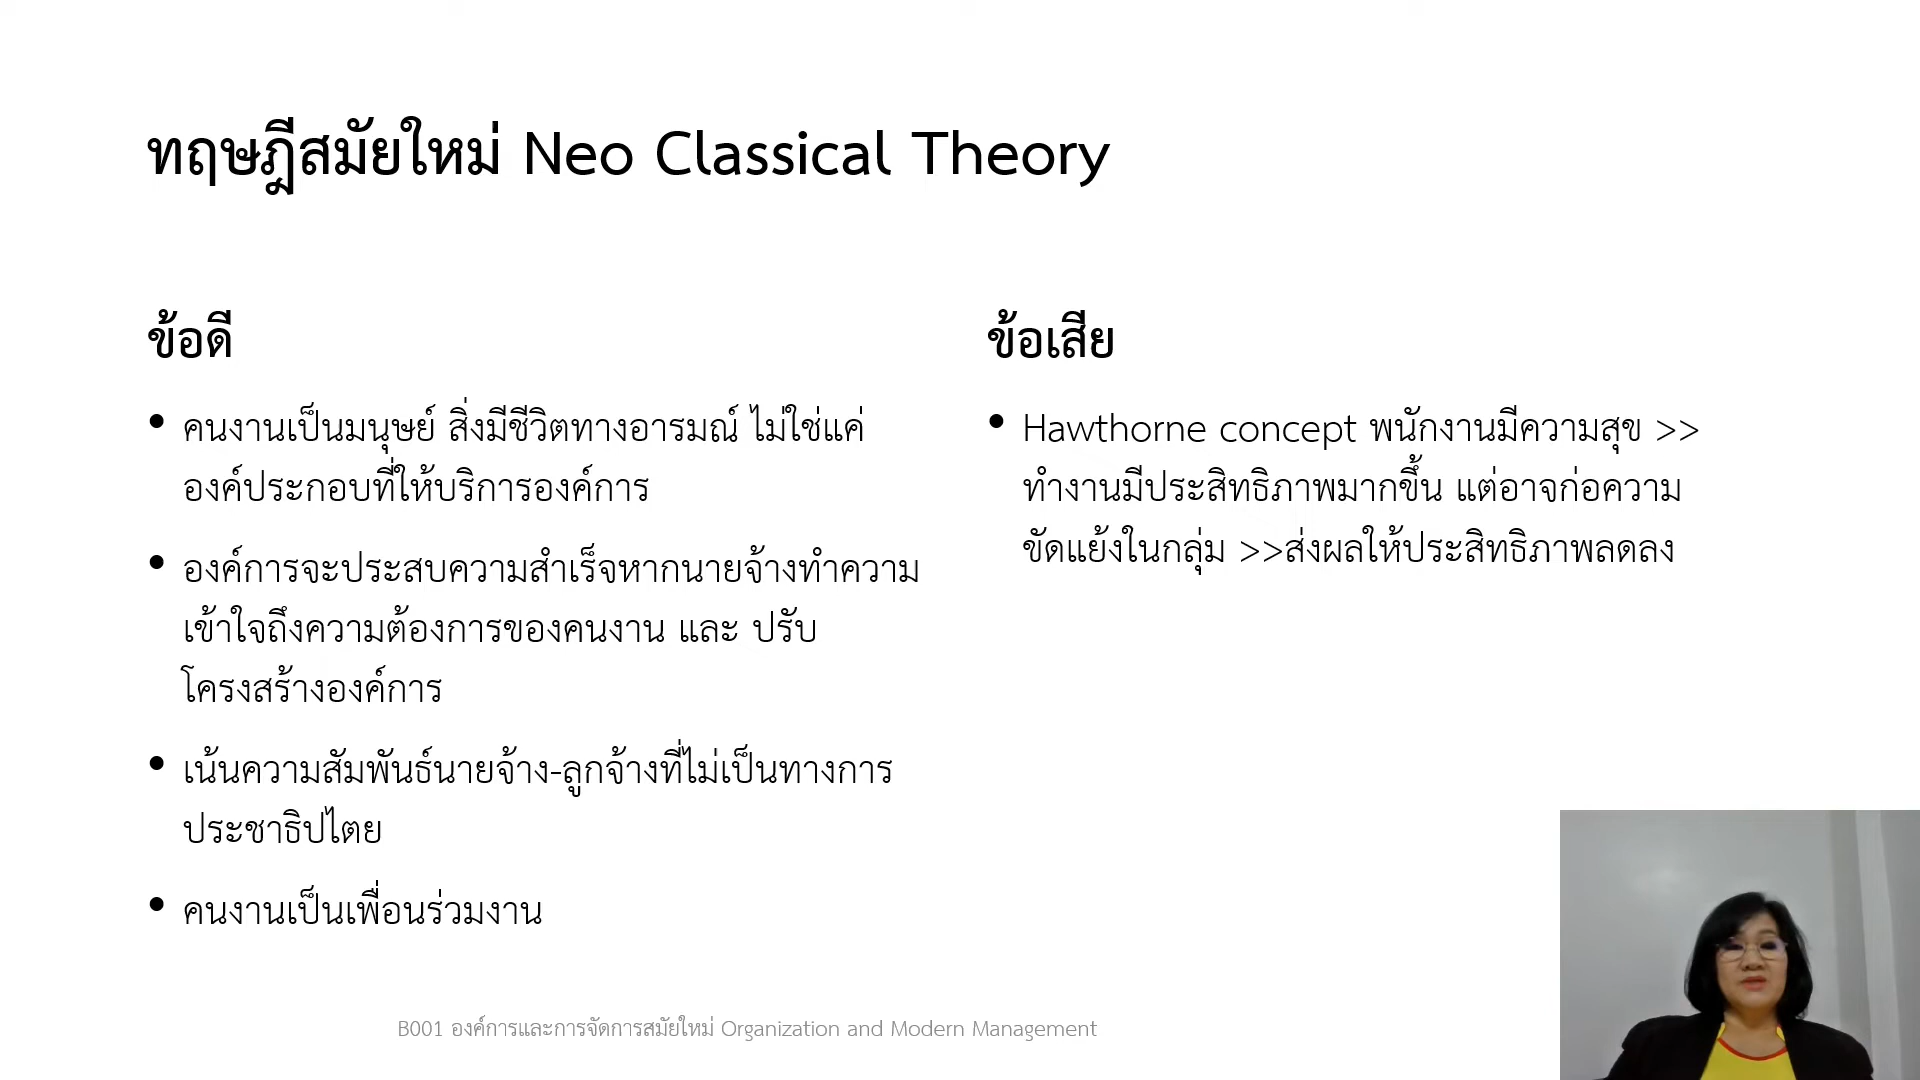 ทฤษฎีสมัยใหม่ Neo Classical Theory
ข้อดี
• คนงานเป็นมนุษย์ สิ่งมีชีวิตทางอารมณ์ ไม่ใช่แค่
องค์ประกอบที่ให้บริการองค์การ
• องค์การจะประสบความสำเร็จหากนายจ้างทำความ
เข้าใจถึงความต้องการของคนงาน และ ปรับ
โครงสร้างองค์การ
• เน้นความสัมพันธ์นายจ้าง-ลูกจ้างที่ไม่เป็นทางการ
ประชาธิปไตย
• คนงานเป็นเพื่อนร่วมงาน
ข้อเสีย
• Hawthorne concept พนักงานมีความสุข >>
ทำงานมีประสิทธิภาพมากขึ้น แต่อาจก่อความ
ขัดแย้งในกลุ่ม >>ส่งผลให้ประสิทธิภาพลดลง
B001 องค์การและการจัดการสมัยใหม่ Organization and Modern Management